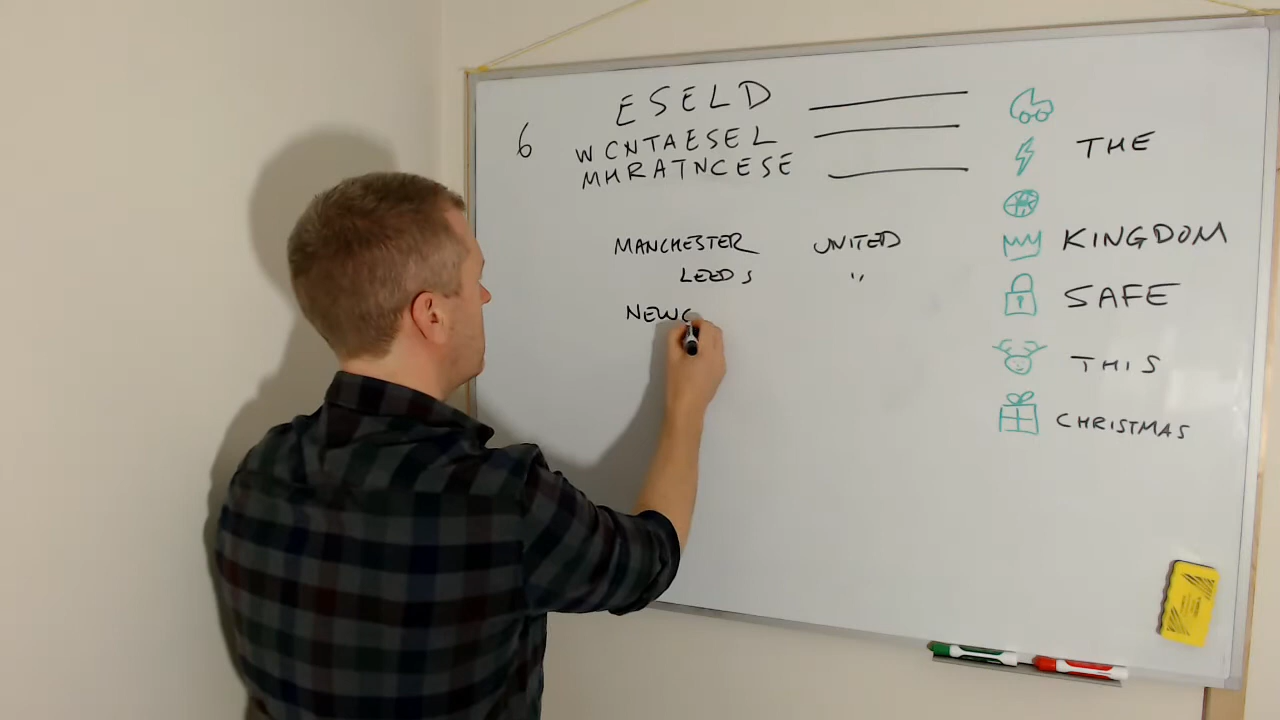 6
ESELD
WCNTAESEL
MHRATNCESE
MANCHESTER UNITED
LEEDS "
NEWC
THE
KINGDOM
SAFE
THIS
CHRISTMAS